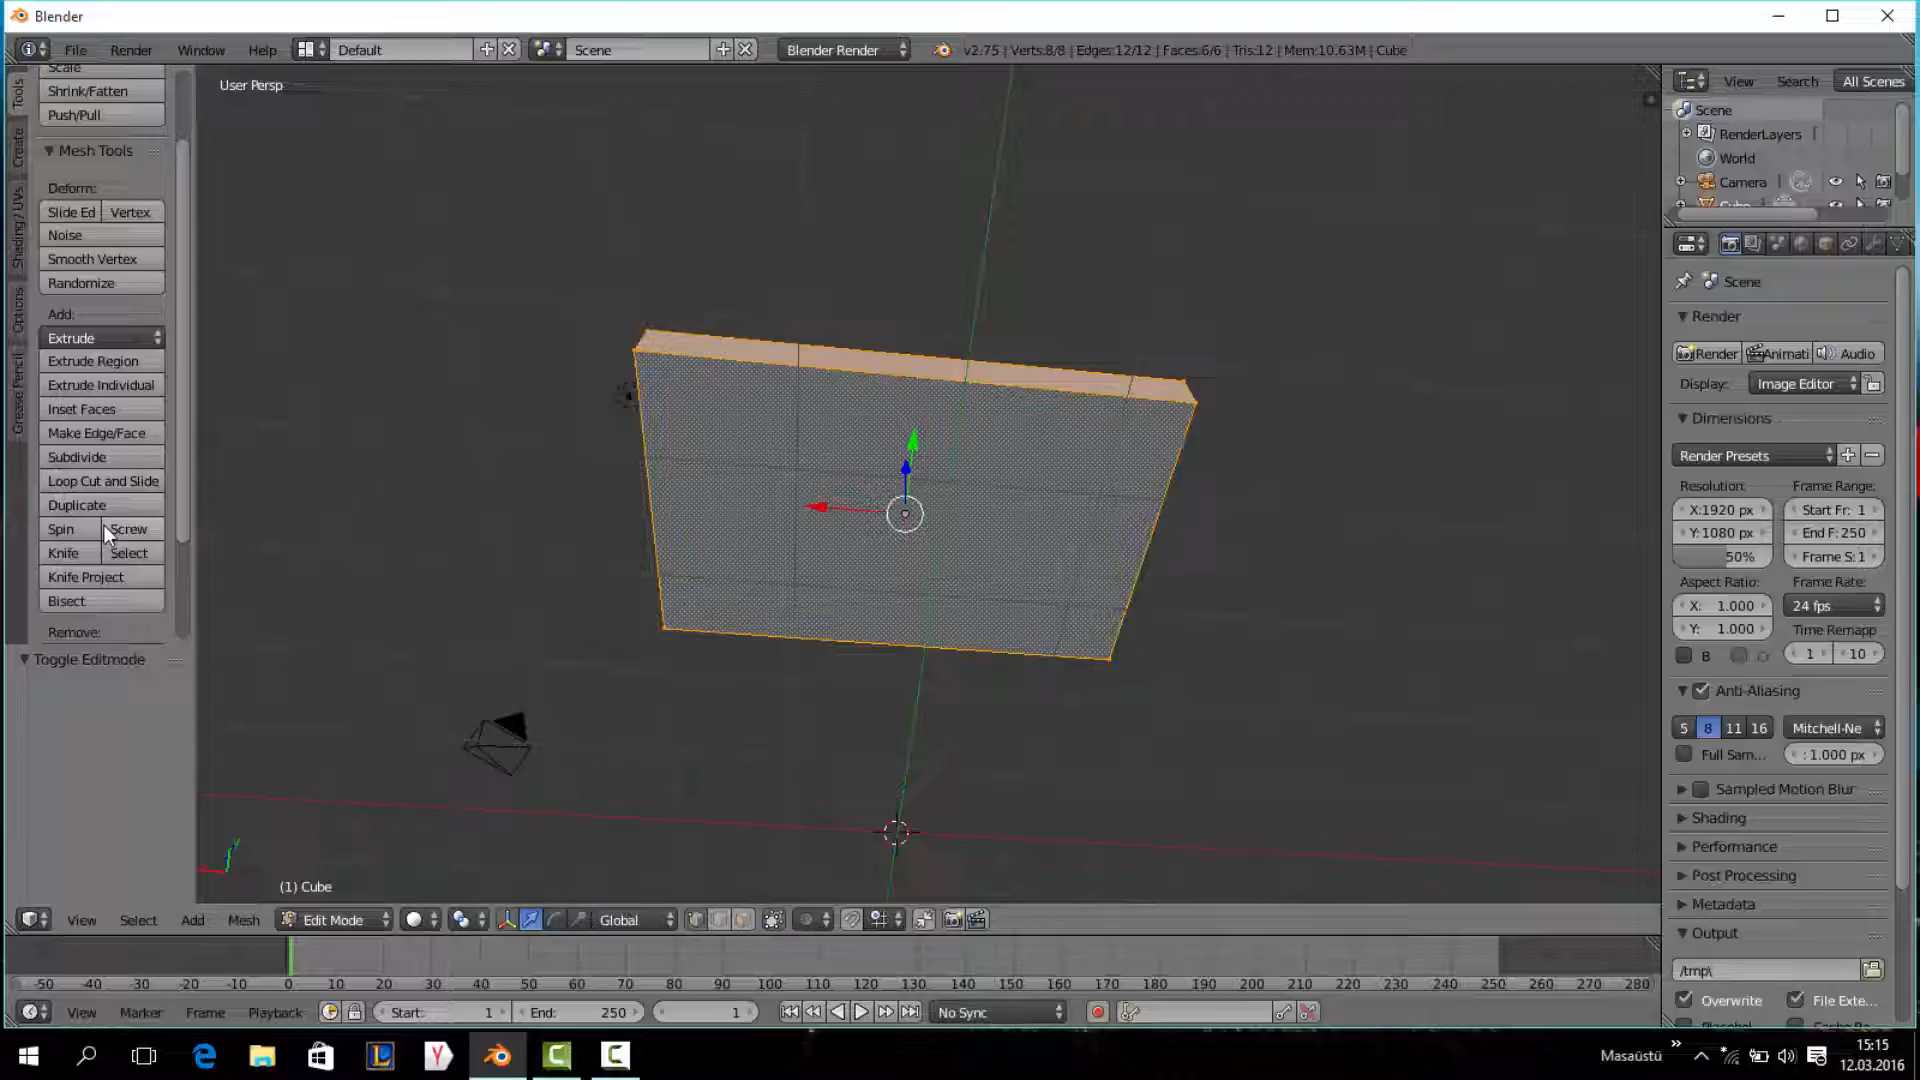 Blender
File Render Window Help Default Scene Blender Render v2.75 | Verts:8/8 | Edges:12/12 | Faces:6/6 | Tris:12 | Mem:10.63M | Cube
User Persp
Tools
Create
Shading / UVs
Options
Grease Pencil
Scale
Shrink/Fatten
Push/Pull
Mesh Tools
Deform:
Slide Ed Vertex
Noise
Smooth Vertex
Randomize
Add:
Extrude
Extrude Region
Extrude Individual
Inset Faces
Make Edge/Face
Subdivide
Loop Cut and Slide
Duplicate
Spin Screw
Knife Select
Knife Project
Bisect
Remove:
Toggle Editmode
(1) Cube
View Select Add Mesh Edit Mode Global
View Search All Scenes
Scene
RenderLayers
World
Camera
Cube
Scene
Render
Render Animati Audio
Display: Image Editor
Dimensions
Render Presets
Resolution: Frame Range:
X:1920 px Start Fr: 1
Y:1080 px End F: 250
50% Frame S: 1
Aspect Ratio: Frame Rate:
X: 1.000 24 fps
Y: 1.000 Time Remapp
B 1 10
Anti-Aliasing
5 8 11 16 Mitchell-Ne
Full Sam... : 1.000 px
Sampled Motion Blur
Shading
Performance
Post Processing
Metadata
Output
/tmp\
Overwrite File Exte...
-50 -40 -30 -20 -10 0 10 20 30 40 50 60 70 80 90 100 110 120 130 140 150 160 170 180 190 200 210 220 230 240 250 260 270 280
View Marker Frame Playback Start: 1 End: 250 1 No Sync
Masaüstü
15:15
12.03.2016